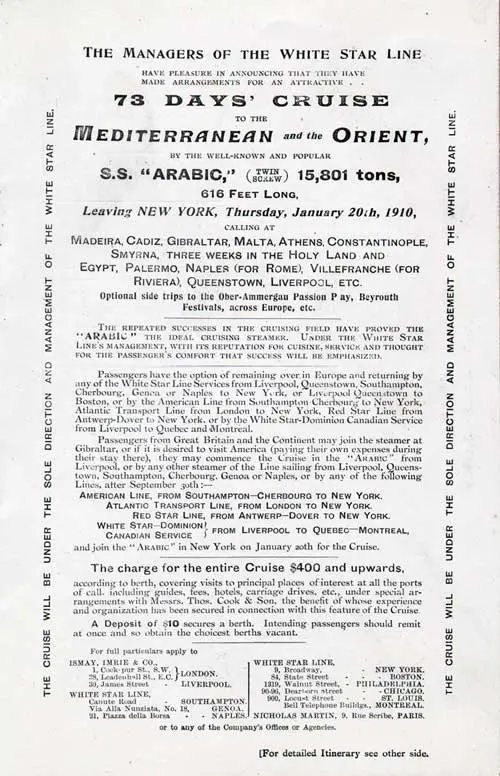 THE MANAGERS OF THE WHITE STAR LINE
HAVE PLEASURE IN ANNOUNCING THAT THEY HAVE
MADE ARRANGEMENTS FOR AN ATTRACTIVE . .
73 DAYS' CRUISE
TO THE
MEDITERRANEAN and the ORIENT,
BY THE WELL-KNOWN AND POPULAR
S.S. "ARABIC," (TWIN SCREW) 15,801 tons,
616 FEET LONG,
Leaving NEW YORK, Thursday, January 20th, 1910,
CALLING AT
MADEIRA, CADIZ, GIBRALTAR, MALTA, ATHENS, CONSTANTINOPLE,
SMYRNA, THREE WEEKS IN THE HOLY LAND AND
EGYPT, PALERMO, NAPLES (FOR ROME), VILLEFRANCHE (FOR
RIVIERA), QUEENSTOWN, LIVERPOOL, ETC.
Optional side trips to the Ober-Ammergau Passion P ay, Beyrouth
Festivals, across Europe, etc.
THE REPEATED SUCCESSES IN THE CRUISING FIELD HAVE PROVED THE
"ARABIC" THE IDEAL CRUISING STEAMER. UNDER THE WHITE STAR
LINE'S MANAGEMENT, WITH ITS REPUTATION FOR CUISINE, SERVICE AND THOUGHT
FOR THE PASSENGER'S COMFORT THAT SUCCESS WILL BE EMPHASIZED.
Passengers have the option of remaining over in Europe and returning by
any of the White Star Line Services from Liverpool, Queenstown, Southampton,
Cherbourg, Genoa or Naples to New York, or Liverpool Queenstown to
Boston, or by the American Line from Southampton Cherbourg to New York,
Atlantic Transport Line from London to New York, Red Star Line from
Antwerp-Dover to New York, or by the White Star-Dominion Canadian Service
from Liverpool to Quebec and Montreal.
Passengers from Great Britain and the Continent may join the steamer at
Gibraltar, or if it is desired to visit America (paying their own expenses during
their stay there), they may commence the Cruise in the "ARABIC" from
Liverpool, or by any other steamer of the Line sailing from Liverpool, Queens-
town, Southampton, Cherbourg, Genoa or Naples, or by any of the following
Lines, after September 30th :—
AMERICAN LINE, FROM SOUTHAMPTON—CHERBOURG TO NEW YORK.
ATLANTIC TRANSPORT LINE, FROM LONDON TO NEW YORK.
RED STAR LINE, FROM ANTWERP—DOVER TO NEW YORK.
WHITE STAR—DOMINION
CANADIAN SERVICE } FROM LIVERPOOL TO QUEBEC—MONTREAL,
and join the "ARABIC" in New York on January 20th for the Cruise.
The charge for the entire Cruise $400 and upwards,
according to berth, covering visits to principal places of interest at all the ports
of call, including guides, fees, hotels, carriage drives, etc., under special ar-
rangements with Messrs. Thos. Cook & Son, the benefit of whose experience
and organization has been secured in connection with this feature of the Cruise.
A Deposit of $10 secures a berth. Intending passengers should remit
at once and so obtain the choicest berths vacant.
For full particulars apply to
ISMAY, IMRIE & CO.,
1, Cockspur St., S.W.
38, Leadenhall St., E.C. } LONDON.
30, James Street - LIVERPOOL.
WHITE STAR LINE,
Canute Road - SOUTHAMPTON.
Via Alla Nunziata, No. 18, GENOA.
21, Piazza della Borsa - - NAPLES.
WHITE STAR LINE,
9, Broadway, - NEW YORK.
84, State Street - - BOSTON.
1319, Walnut Street, - PHILADELPHIA.
90-96, Dearborn street - CHICAGO.
900, Locust Street - - ST. LOUIS.
Bell Telephone Buildgs., MONTREAL.
NICHOLAS MARTIN, 9, Rue Scribe, PARIS.
or to any of the Company's Offices or Agencies.
[For detailed Itinerary see other side.
THE CRUISE WILL BE UNDER THE SOLE DIRECTION AND MANAGEMENT OF THE WHITE STAR LINE.
THE CRUISE WILL BE UNDER THE SOLE DIRECTION AND MANAGEMENT OF THE WHITE STAR LINE.